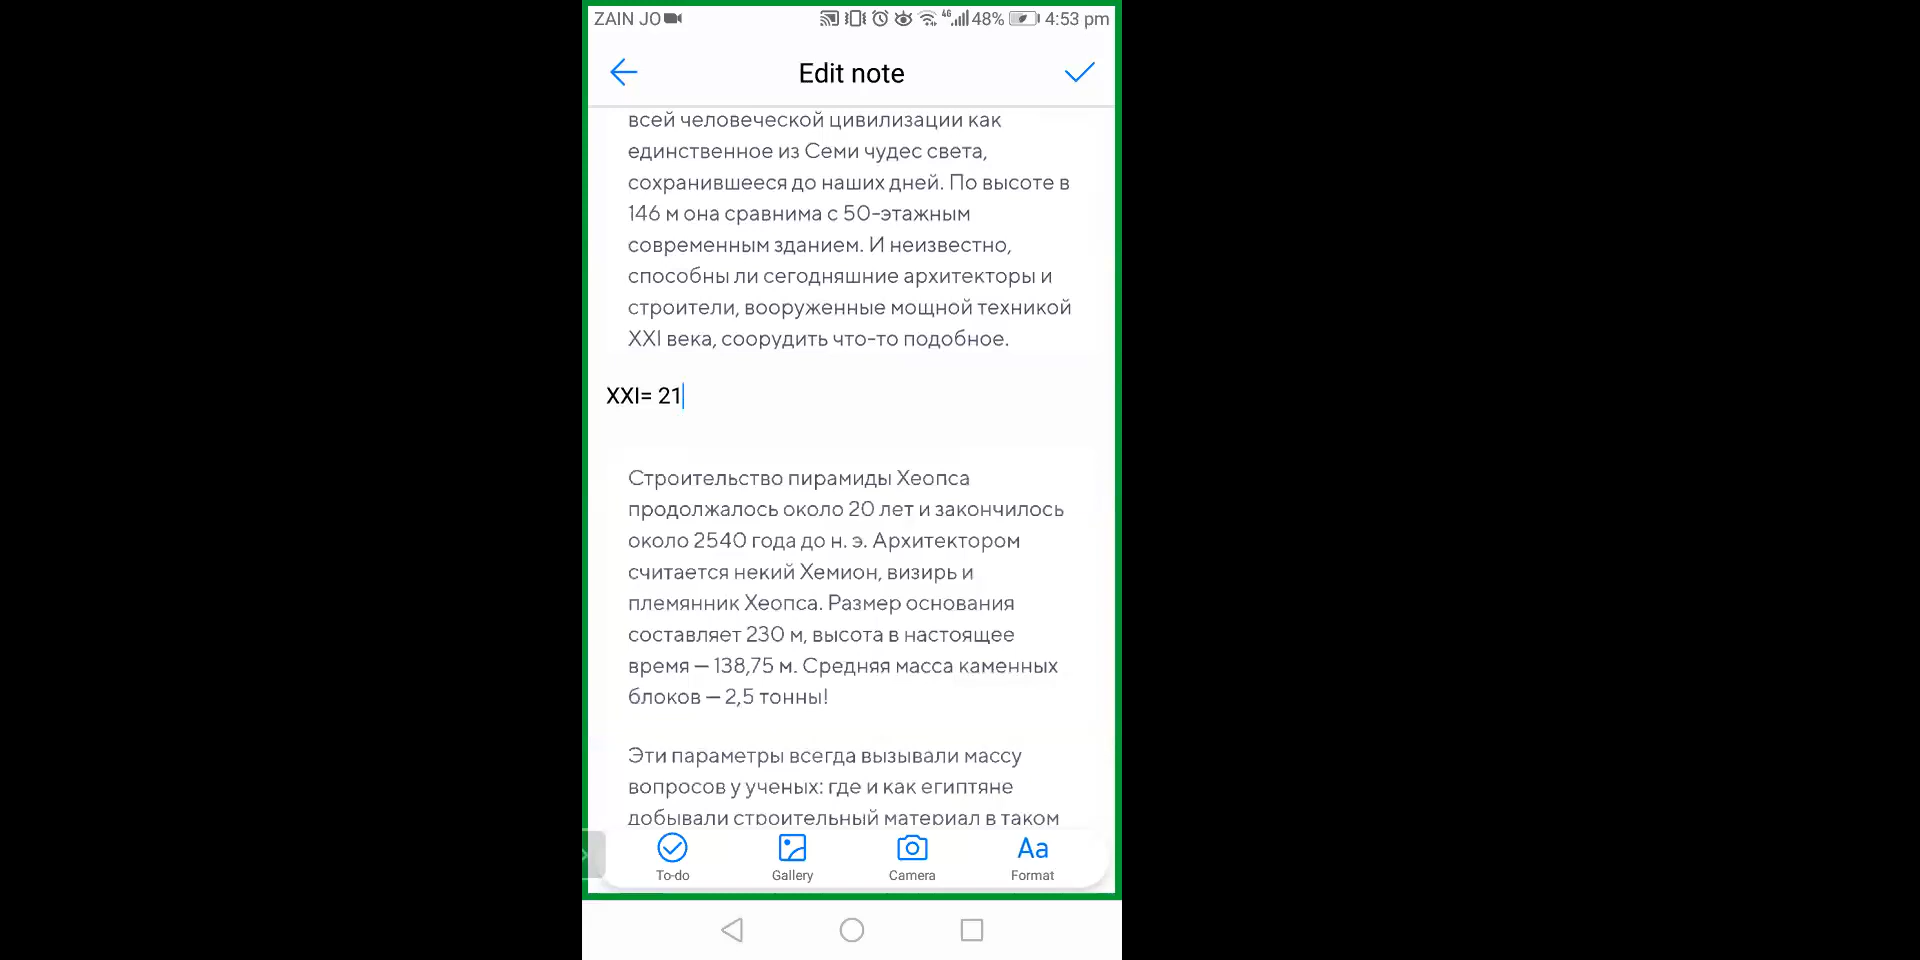 ZAIN JO 4G 48% 4:53 pm
Edit note
всей человеческой цивилизации как
единственное из Семи чудес света,
сохранившееся до наших дней. По высоте в
146 м она сравнима с 50-этажным
современным зданием. И неизвестно,
способны ли сегодняшние архитекторы и
строители, вооруженные мощной техникой
XXI века, соорудить что-то подобное.
XXI= 21
Строительство пирамиды Хеопса
продолжалось около 20 лет и закончилось
около 2540 года до н. э. Архитектором
считается некий Хемион, визирь и
племянник Хеопса. Размер основания
составляет 230 м, высота в настоящее
время — 138,75 м. Средняя масса каменных
блоков — 2,5 тонны!
Эти параметры всегда вызывали массу
вопросов у ученых: где и как египтяне
добывали строительный материал в таком
To-do Gallery Camera Aa Format